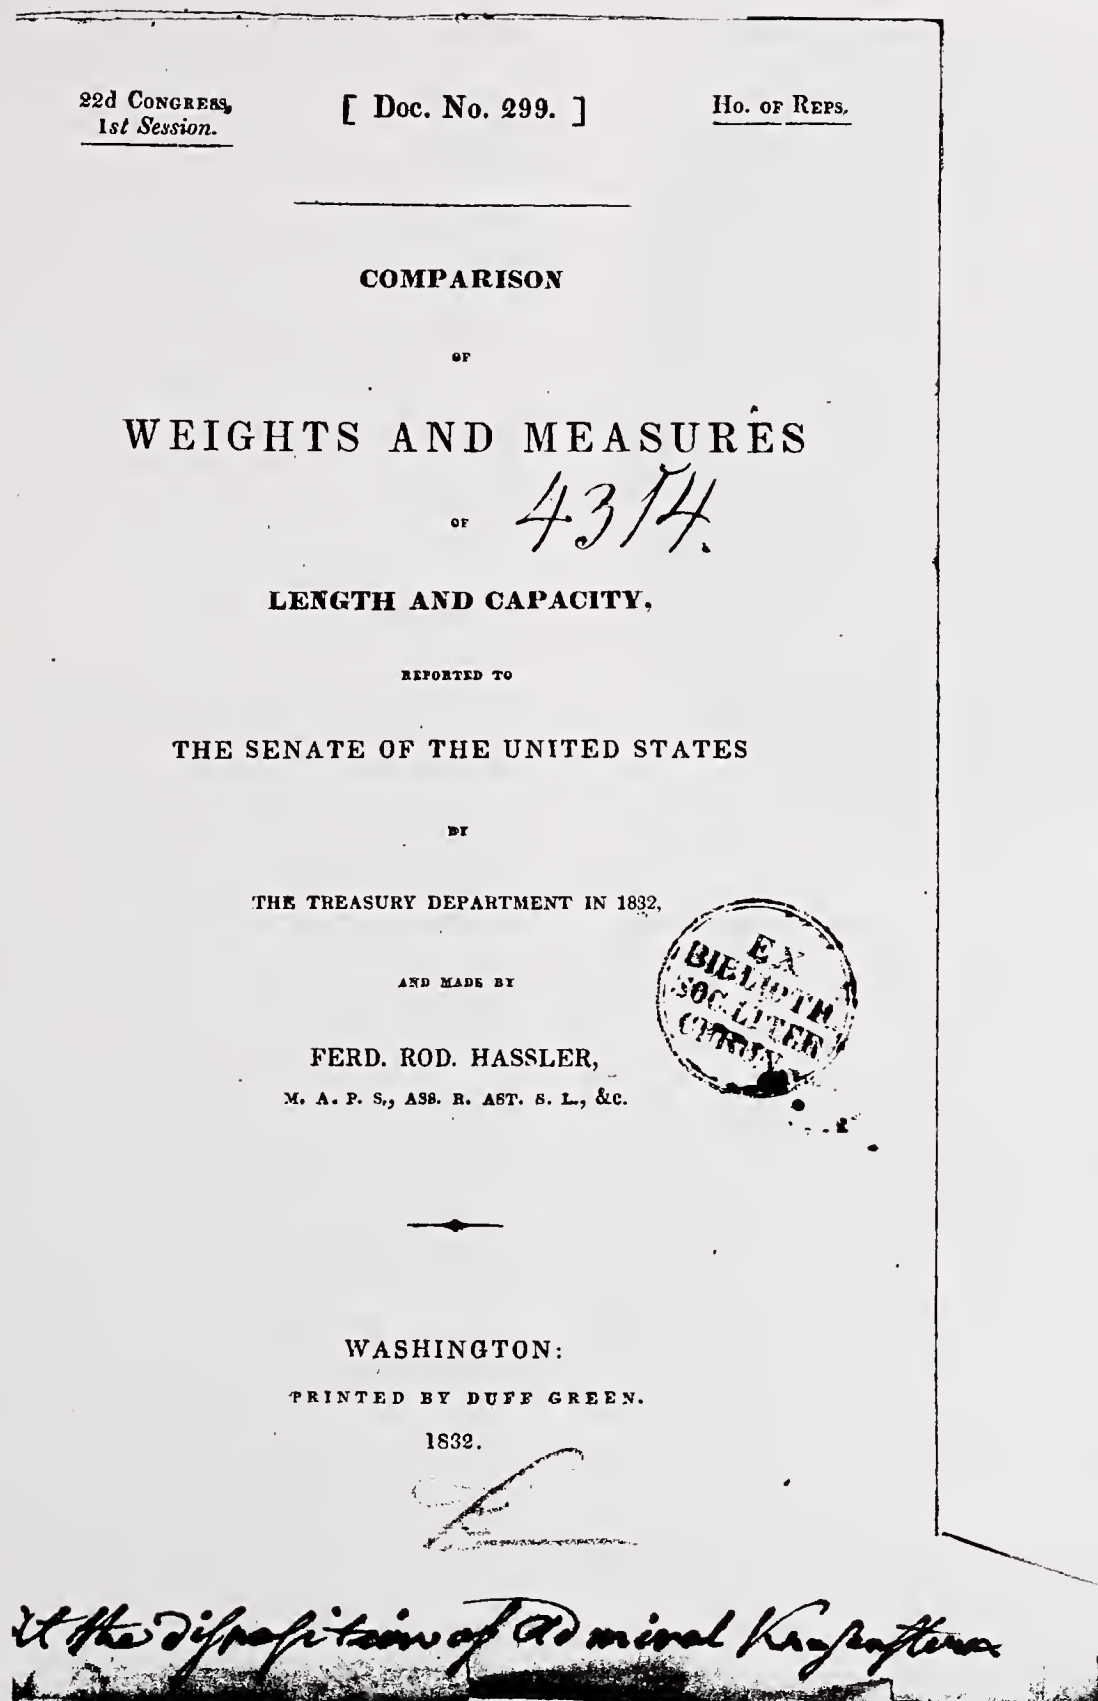 22d CONGRESS,
1st Session.
[ Doc. No. 299. ]
Ho. OF REPS.
COMPARISON
OF
WEIGHTS AND MEASURES
OF
4314.
LENGTH AND CAPACITY,
REPORTED TO
THE SENATE OF THE UNITED STATES
BY
THE TREASURY DEPARTMENT IN 1832,
AND MADE BY
FERD. ROD. HASSLER,
M. A. P. S., ASS. R. AST. S. L., &C.
EX
BIBLIOTH.
SOC. LITER
WASHINGTON:
PRINTED BY DUFF GREEN.
1832.
At the disposition of Admiral